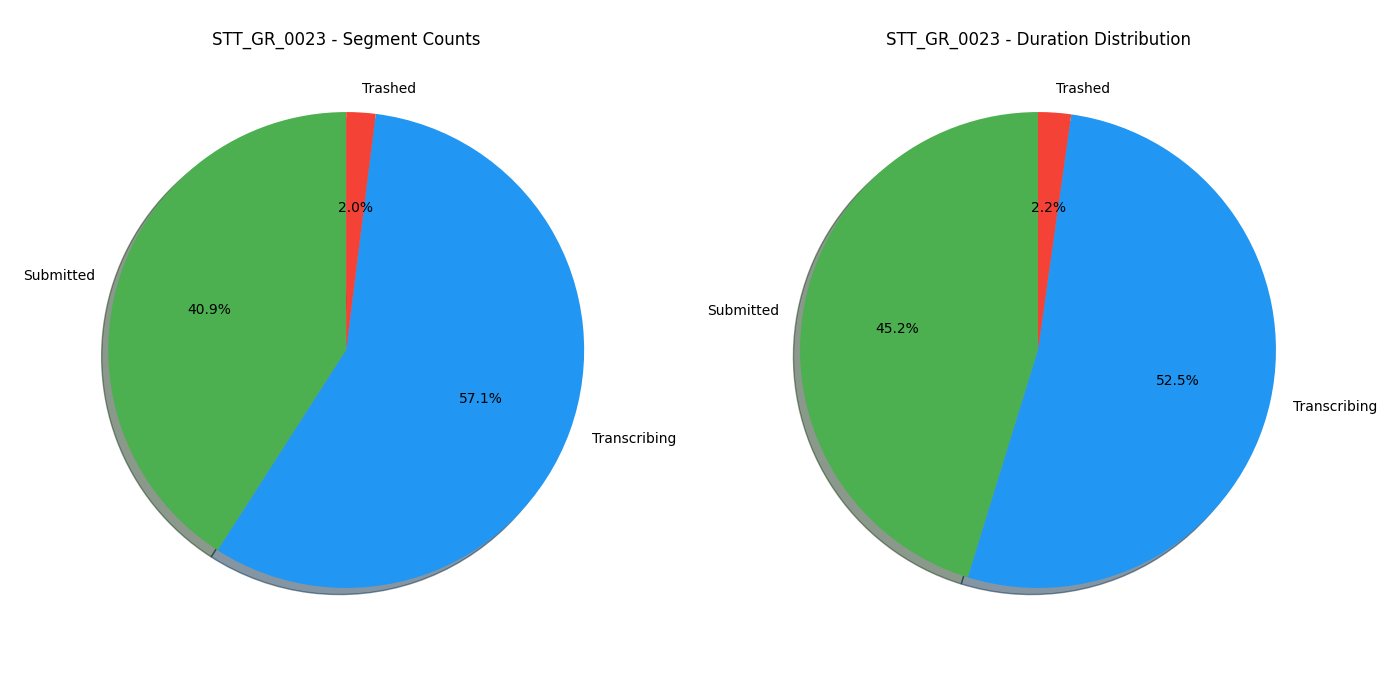 STT_GR_0023 - Segment Counts
Trashed
2.0%
Submitted
40.9%
57.1%
Transcribing
STT_GR_0023 - Duration Distribution
Trashed
2.2%
Submitted
45.2%
52.5%
Transcribing